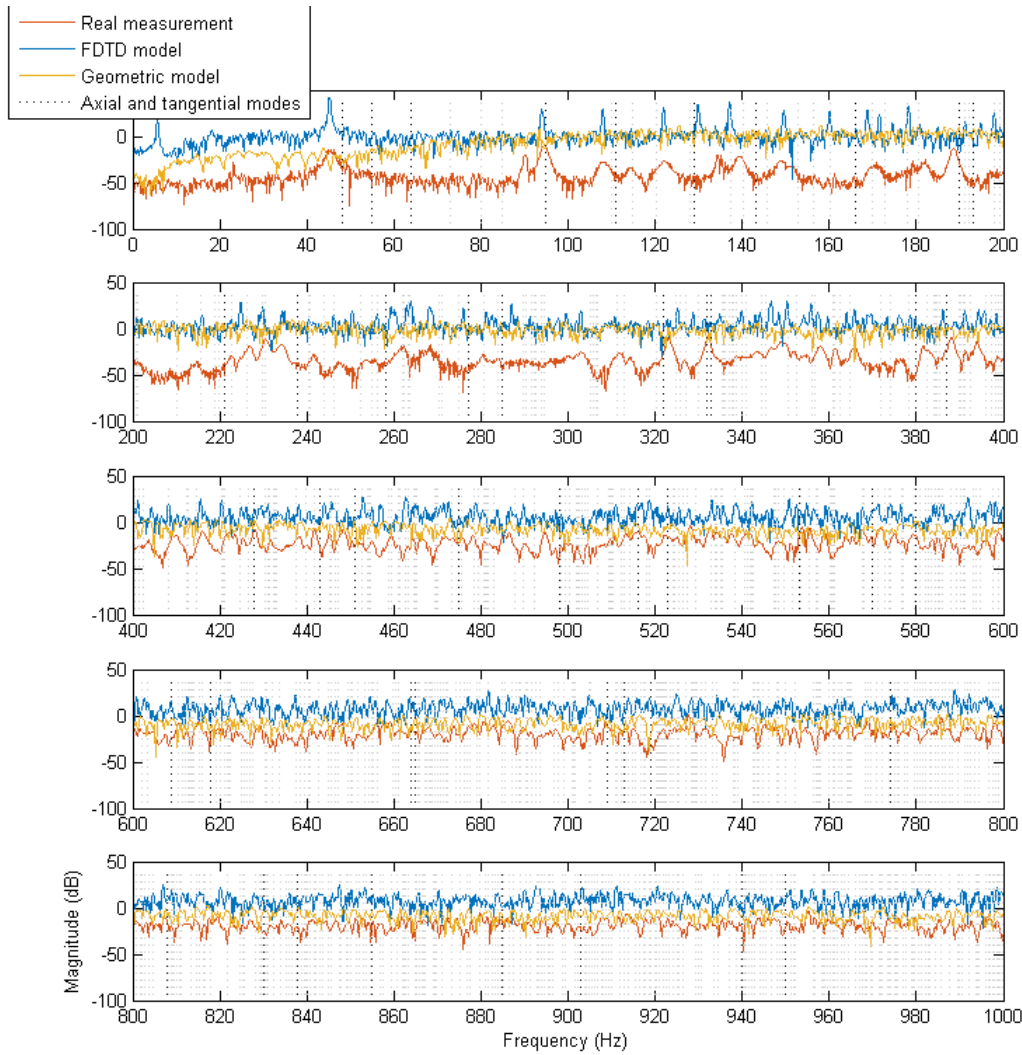 Real measurement
FDTD model
Geometric model
Axial and tangential modes
0
-50
-100
0 20 40 60 80 100 120 140 160 180 200
50
0
-50
-100
200 220 240 260 280 300 320 340 360 380 400
50
0
-50
-100
400 420 440 460 480 500 520 540 560 580 600
50
0
-50
-100
600 620 640 660 680 700 720 740 760 780 800
Magnitude (dB)
50
0
-50
-100
800 820 840 860 880 900 920 940 960 980 1000
Frequency (Hz)